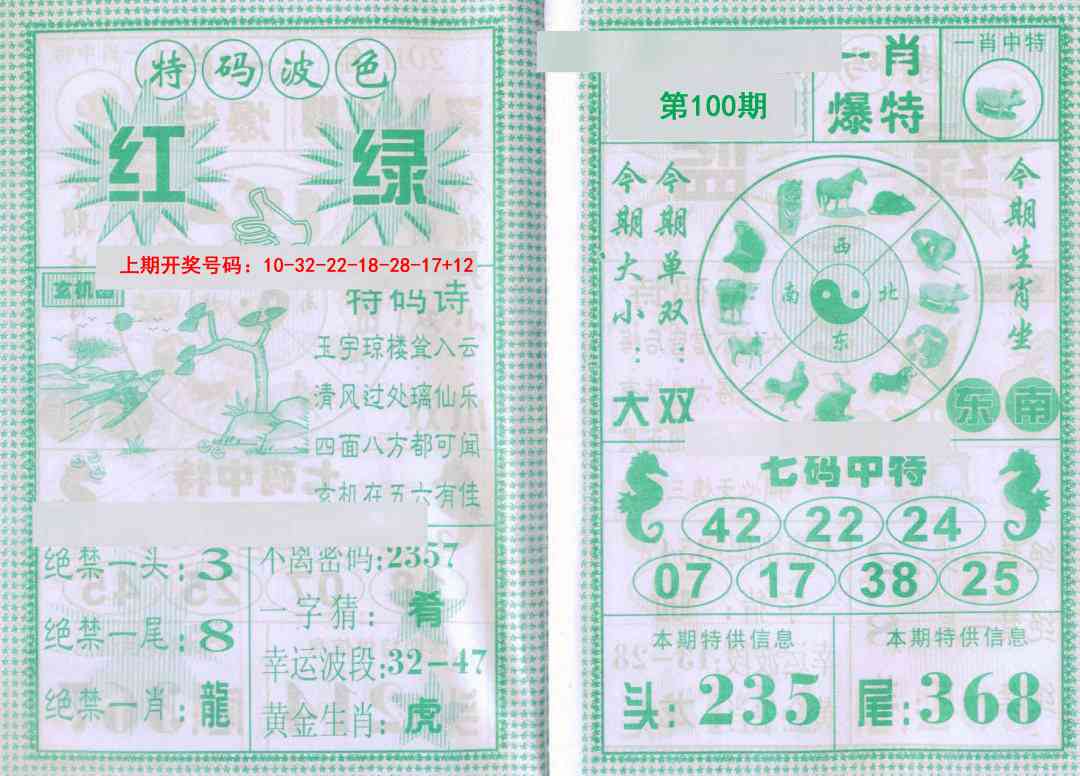 特码波色
红 绿
上期开奖号码：10-32-22-18-28-17+12
玄机图
特码诗
玉宇琼楼耸入云
清风过处璃仙乐
四面八方都可闻
玄机在五六有佳
绝禁一头:3
绝禁一尾:8
绝禁一肖:龍
不离密码:2357
一字猜：肴
幸运波段:32-47
黄金生肖:虎
第100期
一肖
爆特
一肖中特
今期大小：大
今期单双：双
西
南 北
东
今期生肖坐
东南
七码中特
42 22 24
07 17 38 25
本期特供信息
头:235
本期特供信息
尾:368